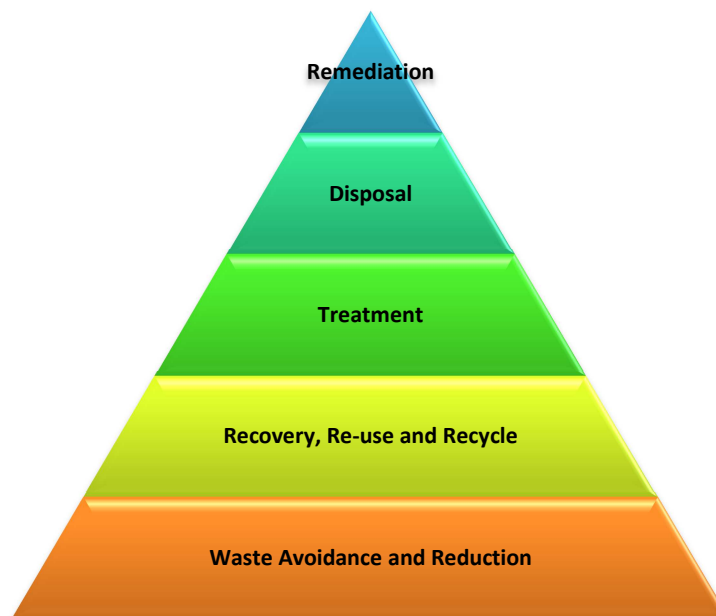 Remediation
Disposal
Treatment
Recovery, Re-use and Recycle
Waste Avoidance and Reduction